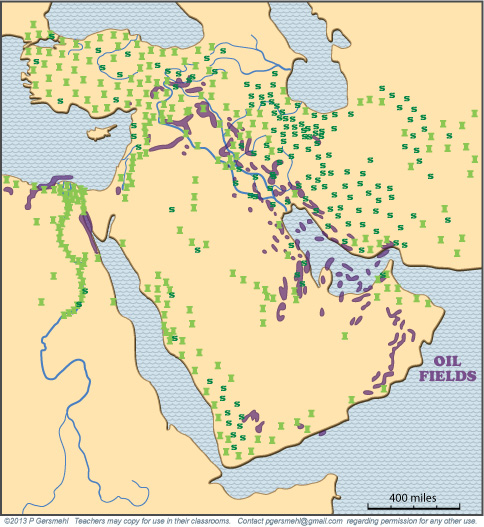 OIL
FIELDS
400 miles
©2013 P Gersmehl Teachers may copy for use in their classrooms. Contact pgersmehl@gmail.com regarding permission for any other use.